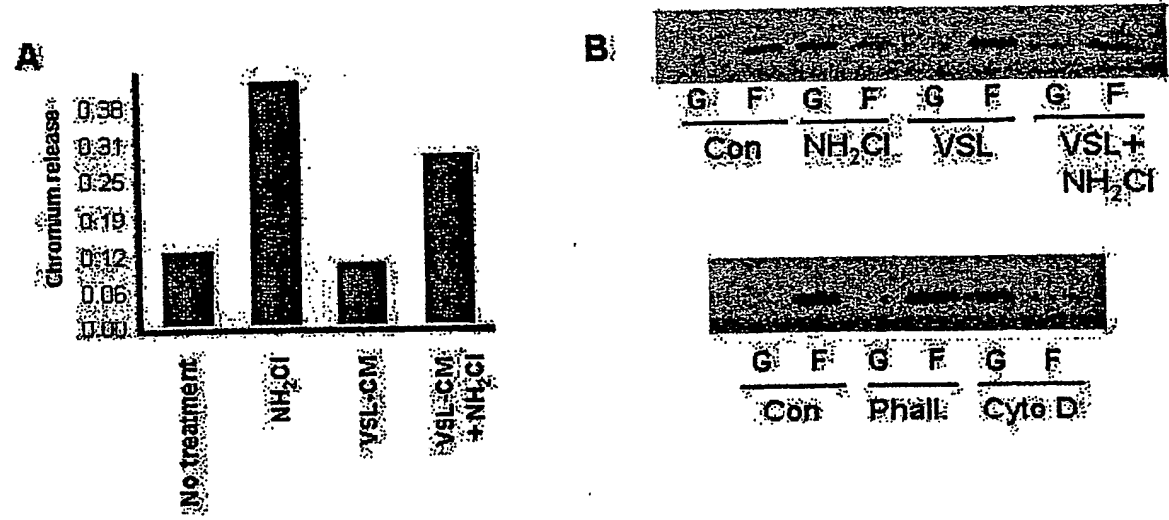 A
Chromium release
0.38
0.31
0.25
0.19
0.12
0.06
0.00
No treatment
NH₂Cl
VSL-CM
VSL-CM
+NH₂Cl
B
G F G F G F G F
Con NH₂Cl VSL VSL+
NH₂Cl
G F G F G F
Con Phall. Cyto D